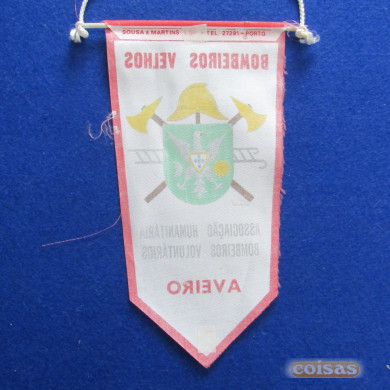 SOUSA & MARTINS - TEL. 27291 - PORTO
BOMBEIROS VELHOS
ASSOCIAÇÃO HUMANITÁRIA
BOMBEIROS VOLUNTÁRIOS
AVEIRO
coisas